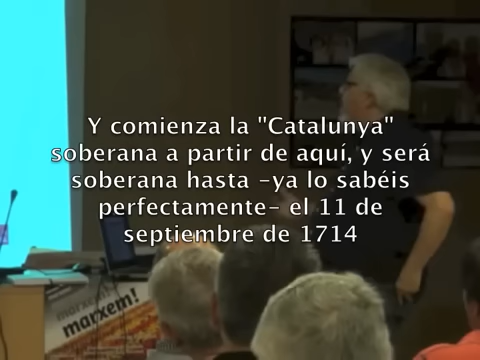 Y comienza la "Catalunya"
soberana a partir de aquí, y será
soberana hasta -ya lo sabéis
perfectamente- el 11 de
septiembre de 1714
marxem!